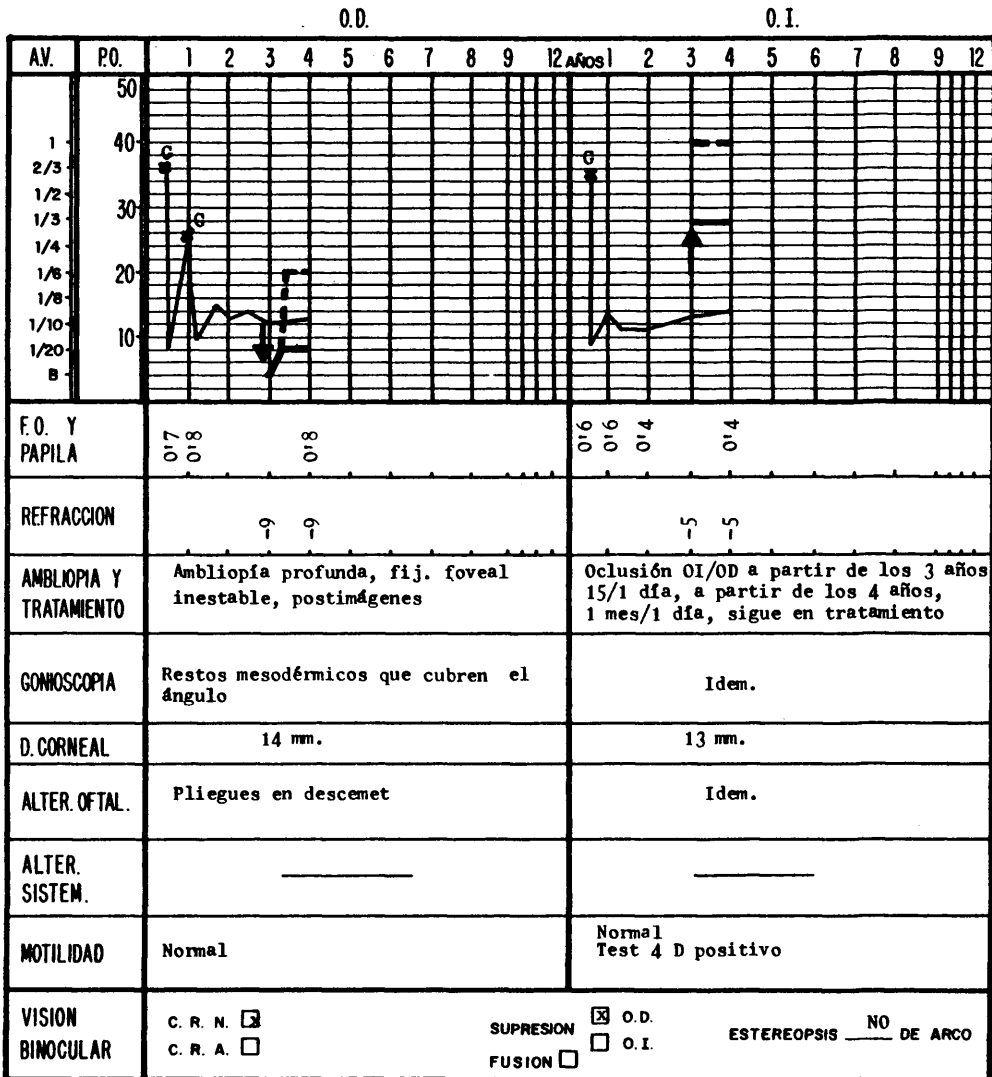 O.D. O.I.
A.V. P.O. 1 2 3 4 5 6 7 9 12 AÑOS 1 2 3 4 5 6 7 9 12
50
1 40
2/3 G G
1/2
1/3 30
1/4 G
1/6 20
1/8
1/10
1/20 10
B
F.O. Y PAPILA
0'7 0'8 0'8 0'6 0'6 0'4 0'4
REFRACCION
-9 -9 -5 -5
AMBLIOPIA Y TRATAMIENTO
Ambliopía profunda, fij. foveal
inestable, postimágenes
Oclusión OI/OD a partir de los 3 años
15/1 día, a partir de los 4 años,
1 mes/1 día, sigue en tratamiento
GONIOSCOPIA
Restos mesodérmicos que cubren el
ángulo
Idem.
D. CORNEAL 14 mm. 13 mm.
ALTER. OFTAL. Pliegues en descemet Idem.
ALTER.
SISTEM.
MOTILIDAD Normal
Normal
Test 4 D positivo
VISION
BINOCULAR
C. R. N. X
C. R. A.
SUPRESION X O.D.
O.I.
FUSION
ESTEREOPSIS NO DE ARCO